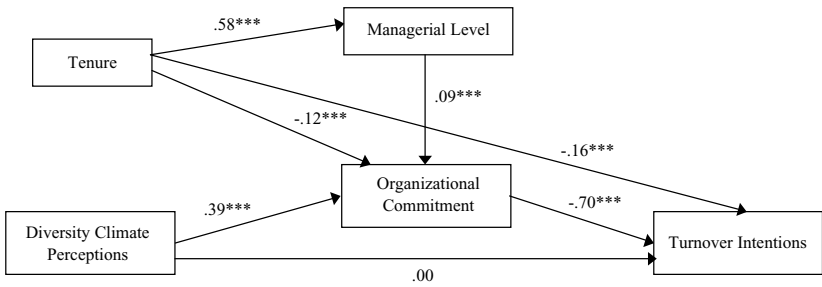 .58***
Managerial Level
Tenure
.09***
-.12***
-.16***
Organizational
Commitment
.39***
-.70***
Diversity Climate
Perceptions
Turnover Intentions
.00